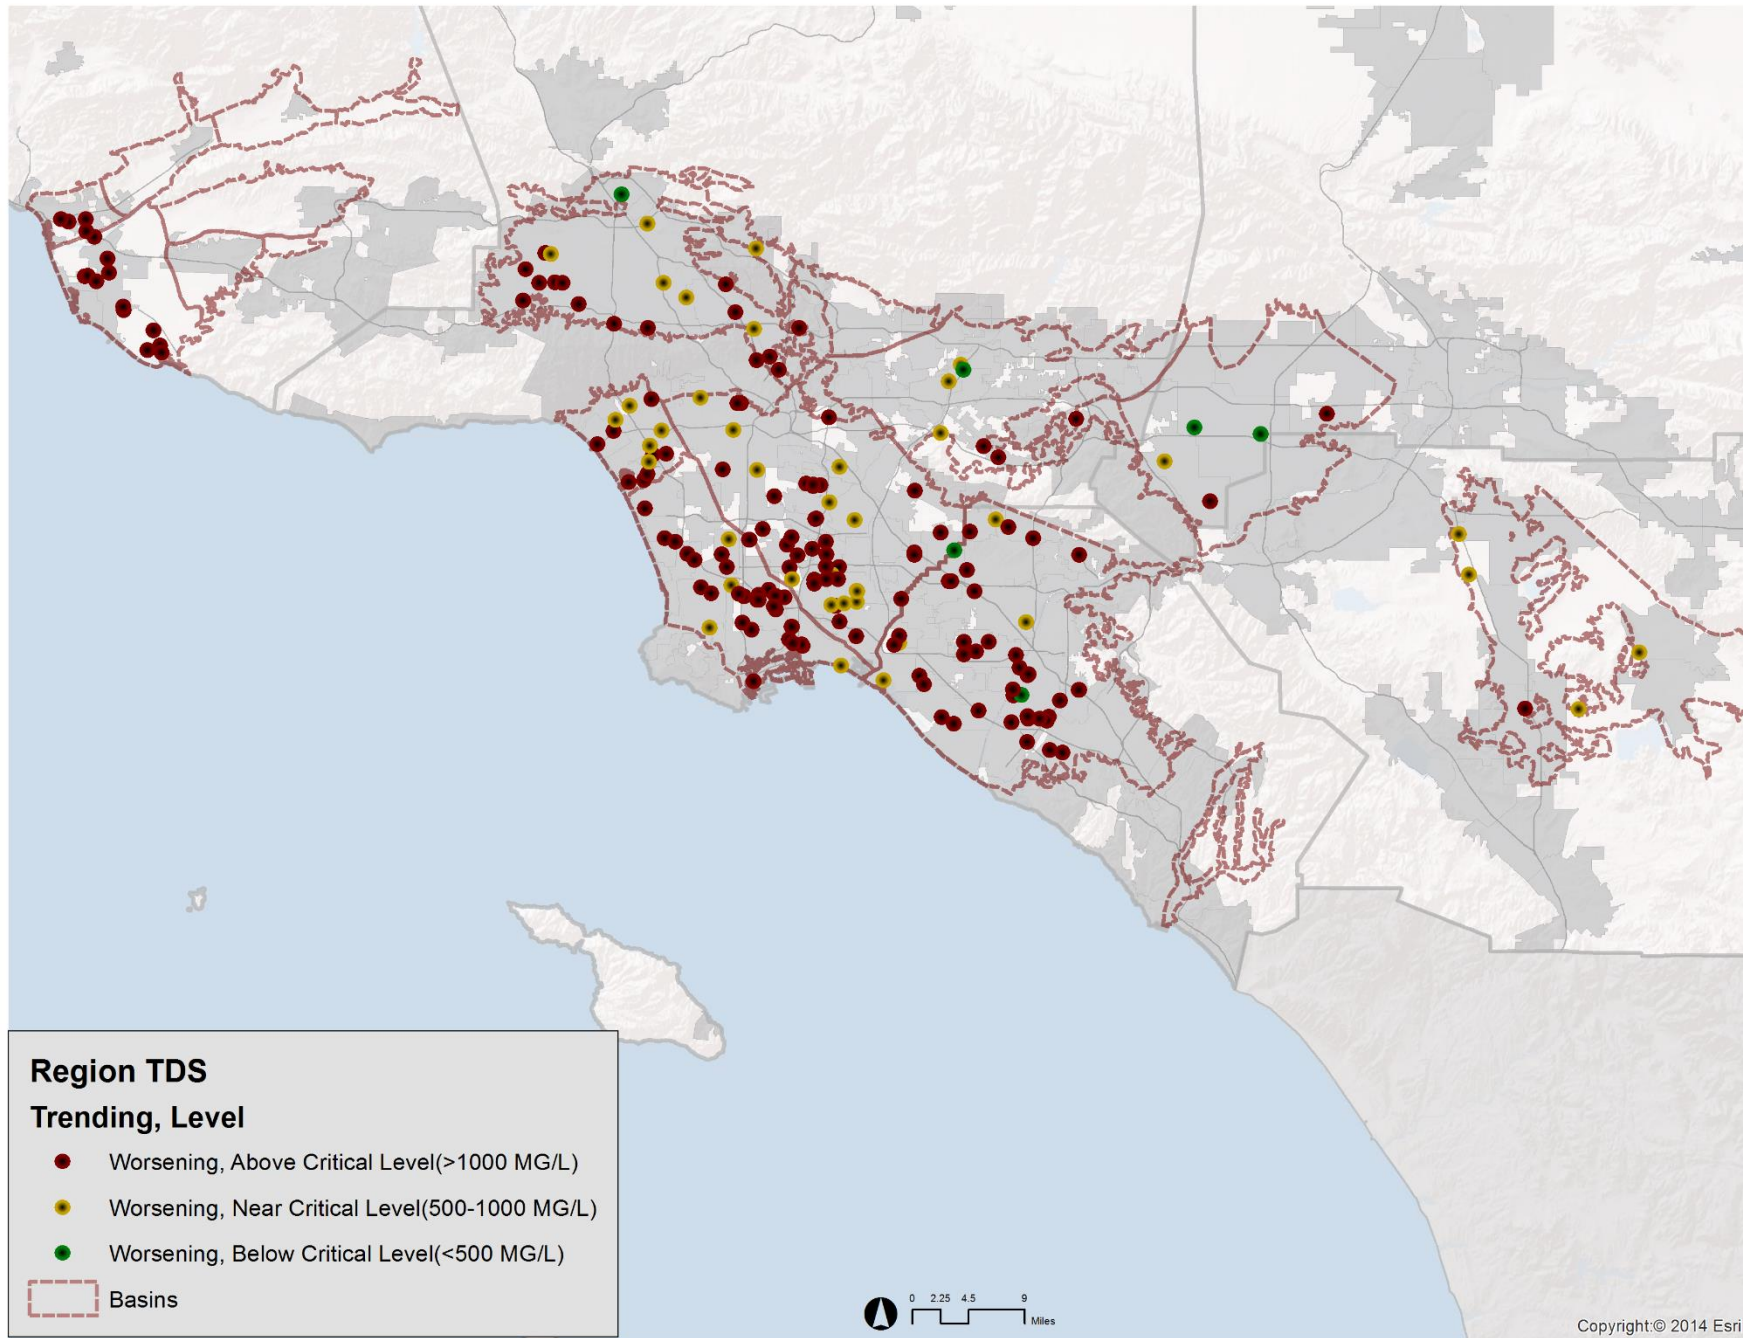 Region TDS
Trending, Level
Worsening, Above Critical Level(>1000 MG/L)
Worsening, Near Critical Level(500-1000 MG/L)
Worsening, Below Critical Level(<500 MG/L)
Basins
0 2.25 4.5 9
Miles
Copyright:© 2014 Esri